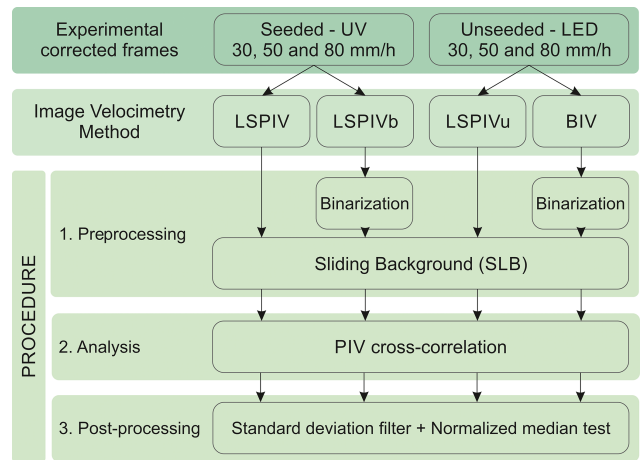 Experimental
corrected frames
Seeded - UV
30, 50 and 80 mm/h
Unseeded - LED
30, 50 and 80 mm/h
Image Velocimetry
Method
LSPIV
LSPIVb
LSPIVu
BIV
PROCEDURE
1. Preprocessing
Binarization
Binarization
Sliding Background (SLB)
2. Analysis
PIV cross-correlation
3. Post-processing
Standard deviation filter + Normalized median test